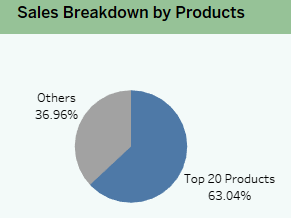 Sales Breakdown by Products
Others
36.96%
Top 20 Products
63.04%